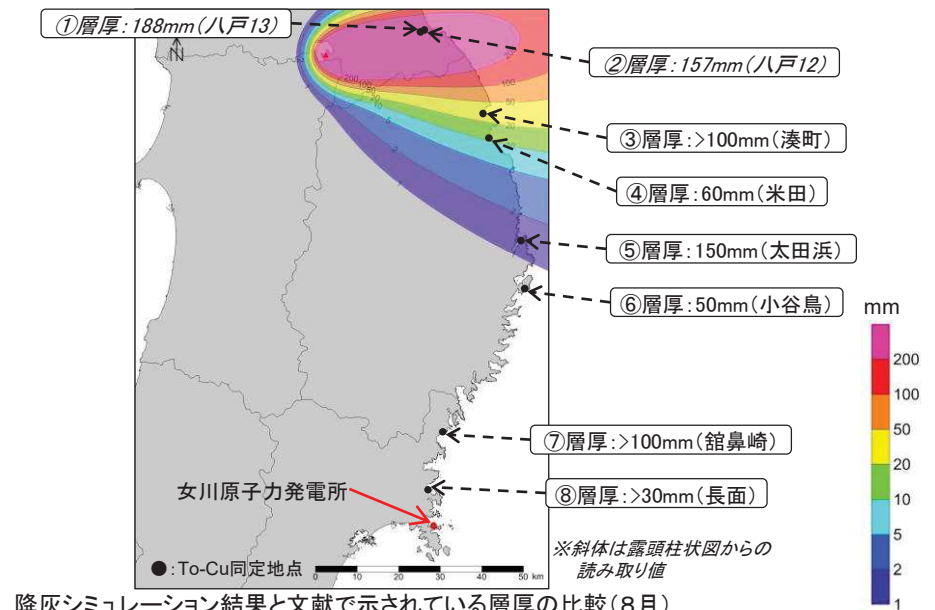 ①層厚:188mm(八戸13)
②層厚:157mm(八戸12)
③層厚:>100mm(湊町)
④層厚:60mm(米田)
⑤層厚:150mm(太田浜)
⑥層厚:50mm(小谷鳥)
⑦層厚:>100mm(舘鼻崎)
⑧層厚:>30mm(長面)
N
200
100
50
20
女川原子力発電所
●:To-Cu同定地点
0 10 20 30 40 50 km
※斜体は露頭柱状図からの
読み取り値
mm
200
100
50
20
10
5
2
1
降灰シミュレーション結果と文献で示されている層厚の比較(8月)